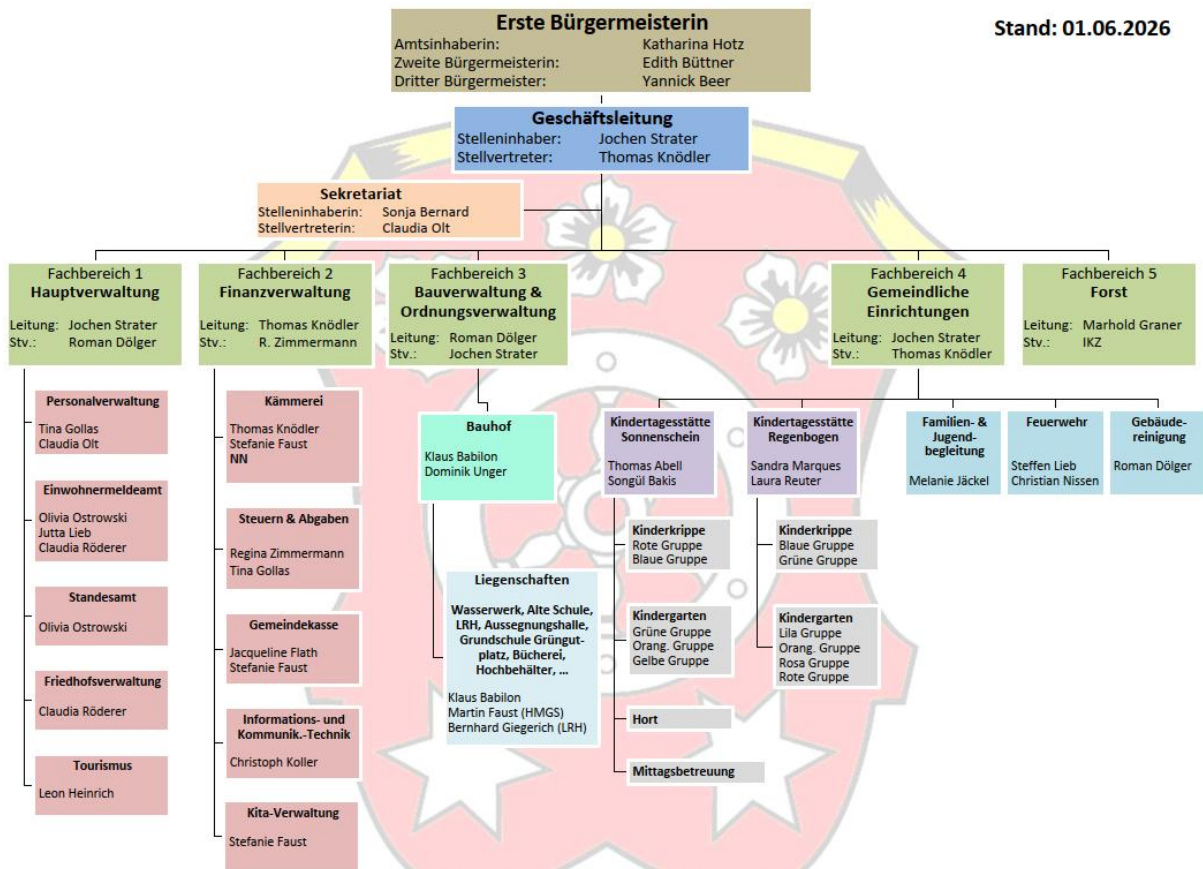 Erste Bürgermeisterin
Amtsinhaberin: Katharina Hotz
Zweite Bürgermeisterin: Edith Büttner
Dritter Bürgermeister: Yannick Beer
Stand: 01.06.2026
Geschäftsleitung
Stelleninhaber: Jochen Strater
Stellvertreter: Thomas Knödler
Sekretariat
Stelleninhaberin: Sonja Bernard
Stellvertreterin: Claudia Olt
Fachbereich 1
Hauptverwaltung
Leitung: Jochen Strater
Stv.: Roman Dölger
Fachbereich 2
Finanzverwaltung
Leitung: Thomas Knödler
Stv.: R. Zimmermann
Fachbereich 3
Bauverwaltung &
Ordnungsverwaltung
Leitung: Roman Dölger
Stv.: Jochen Strater
Fachbereich 4
Gemeindliche
Einrichtungen
Leitung: Jochen Strater
Stv.: Thomas Knödler
Fachbereich 5
Forst
Leitung: Marhold Graner
Stv.: IKZ
Personalverwaltung
Tina Gollas
Claudia Olt
Einwohnermeldeamt
Olivia Ostrowski
Jutta Lieb
Claudia Röderer
Standesamt
Olivia Ostrowski
Friedhofsverwaltung
Claudia Röderer
Tourismus
Leon Heinrich
Kämmerei
Thomas Knödler
Stefanie Faust
NN
Steuern & Abgaben
Regina Zimmermann
Tina Gollas
Gemeindekasse
Jacqueline Flath
Stefanie Faust
Informations- und
Kommunik.-Technik
Christoph Koller
Kita-Verwaltung
Stefanie Faust
Bauhof
Klaus Babilon
Dominik Unger
Liegenschaften
Wasserwerk, Alte Schule,
LRH, Aussegnungshalle,
Grundschule Grüngut-
platz, Bücherei,
Hochbehälter, ...
Klaus Babilon
Martin Faust (HMGS)
Bernhard Giegerich (LRH)
Kindertagesstätte
Sonnenschein
Thomas Abell
Songül Bakis
Kinderkrippe
Rote Gruppe
Blaue Gruppe
Kindergarten
Grüne Gruppe
Orang. Gruppe
Gelbe Gruppe
Hort
Mittagsbetreuung
Kindertagesstätte
Regenbogen
Sandra Marques
Laura Reuter
Kinderkrippe
Blaue Gruppe
Grüne Gruppe
Kindergarten
Lila Gruppe
Orang. Gruppe
Rosa Gruppe
Rote Gruppe
Familien- &
Jugend-
begleitung
Melanie Jäckel
Feuerwehr
Steffen Lieb
Christian Nissen
Gebäude-
reinigung
Roman Dölger